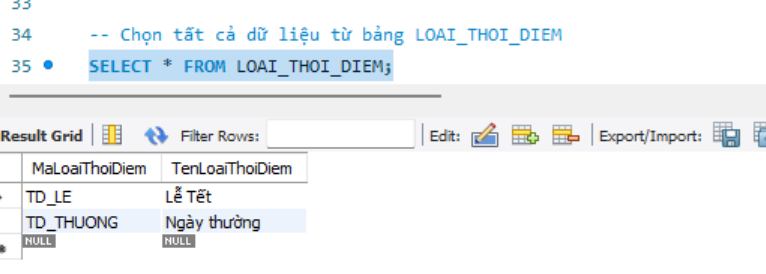 33
34 -- Chọn tất cả dữ liệu từ bảng LOAI_THOI_DIEM
35 SELECT * FROM LOAI_THOI_DIEM;
Result Grid Filter Rows: Edit: Export/Import:
MaLoaiThoiDiem TenLoaiThoiDiem
TD_LE Lễ Tết
TD_THUONG Ngày thường
NULL NULL